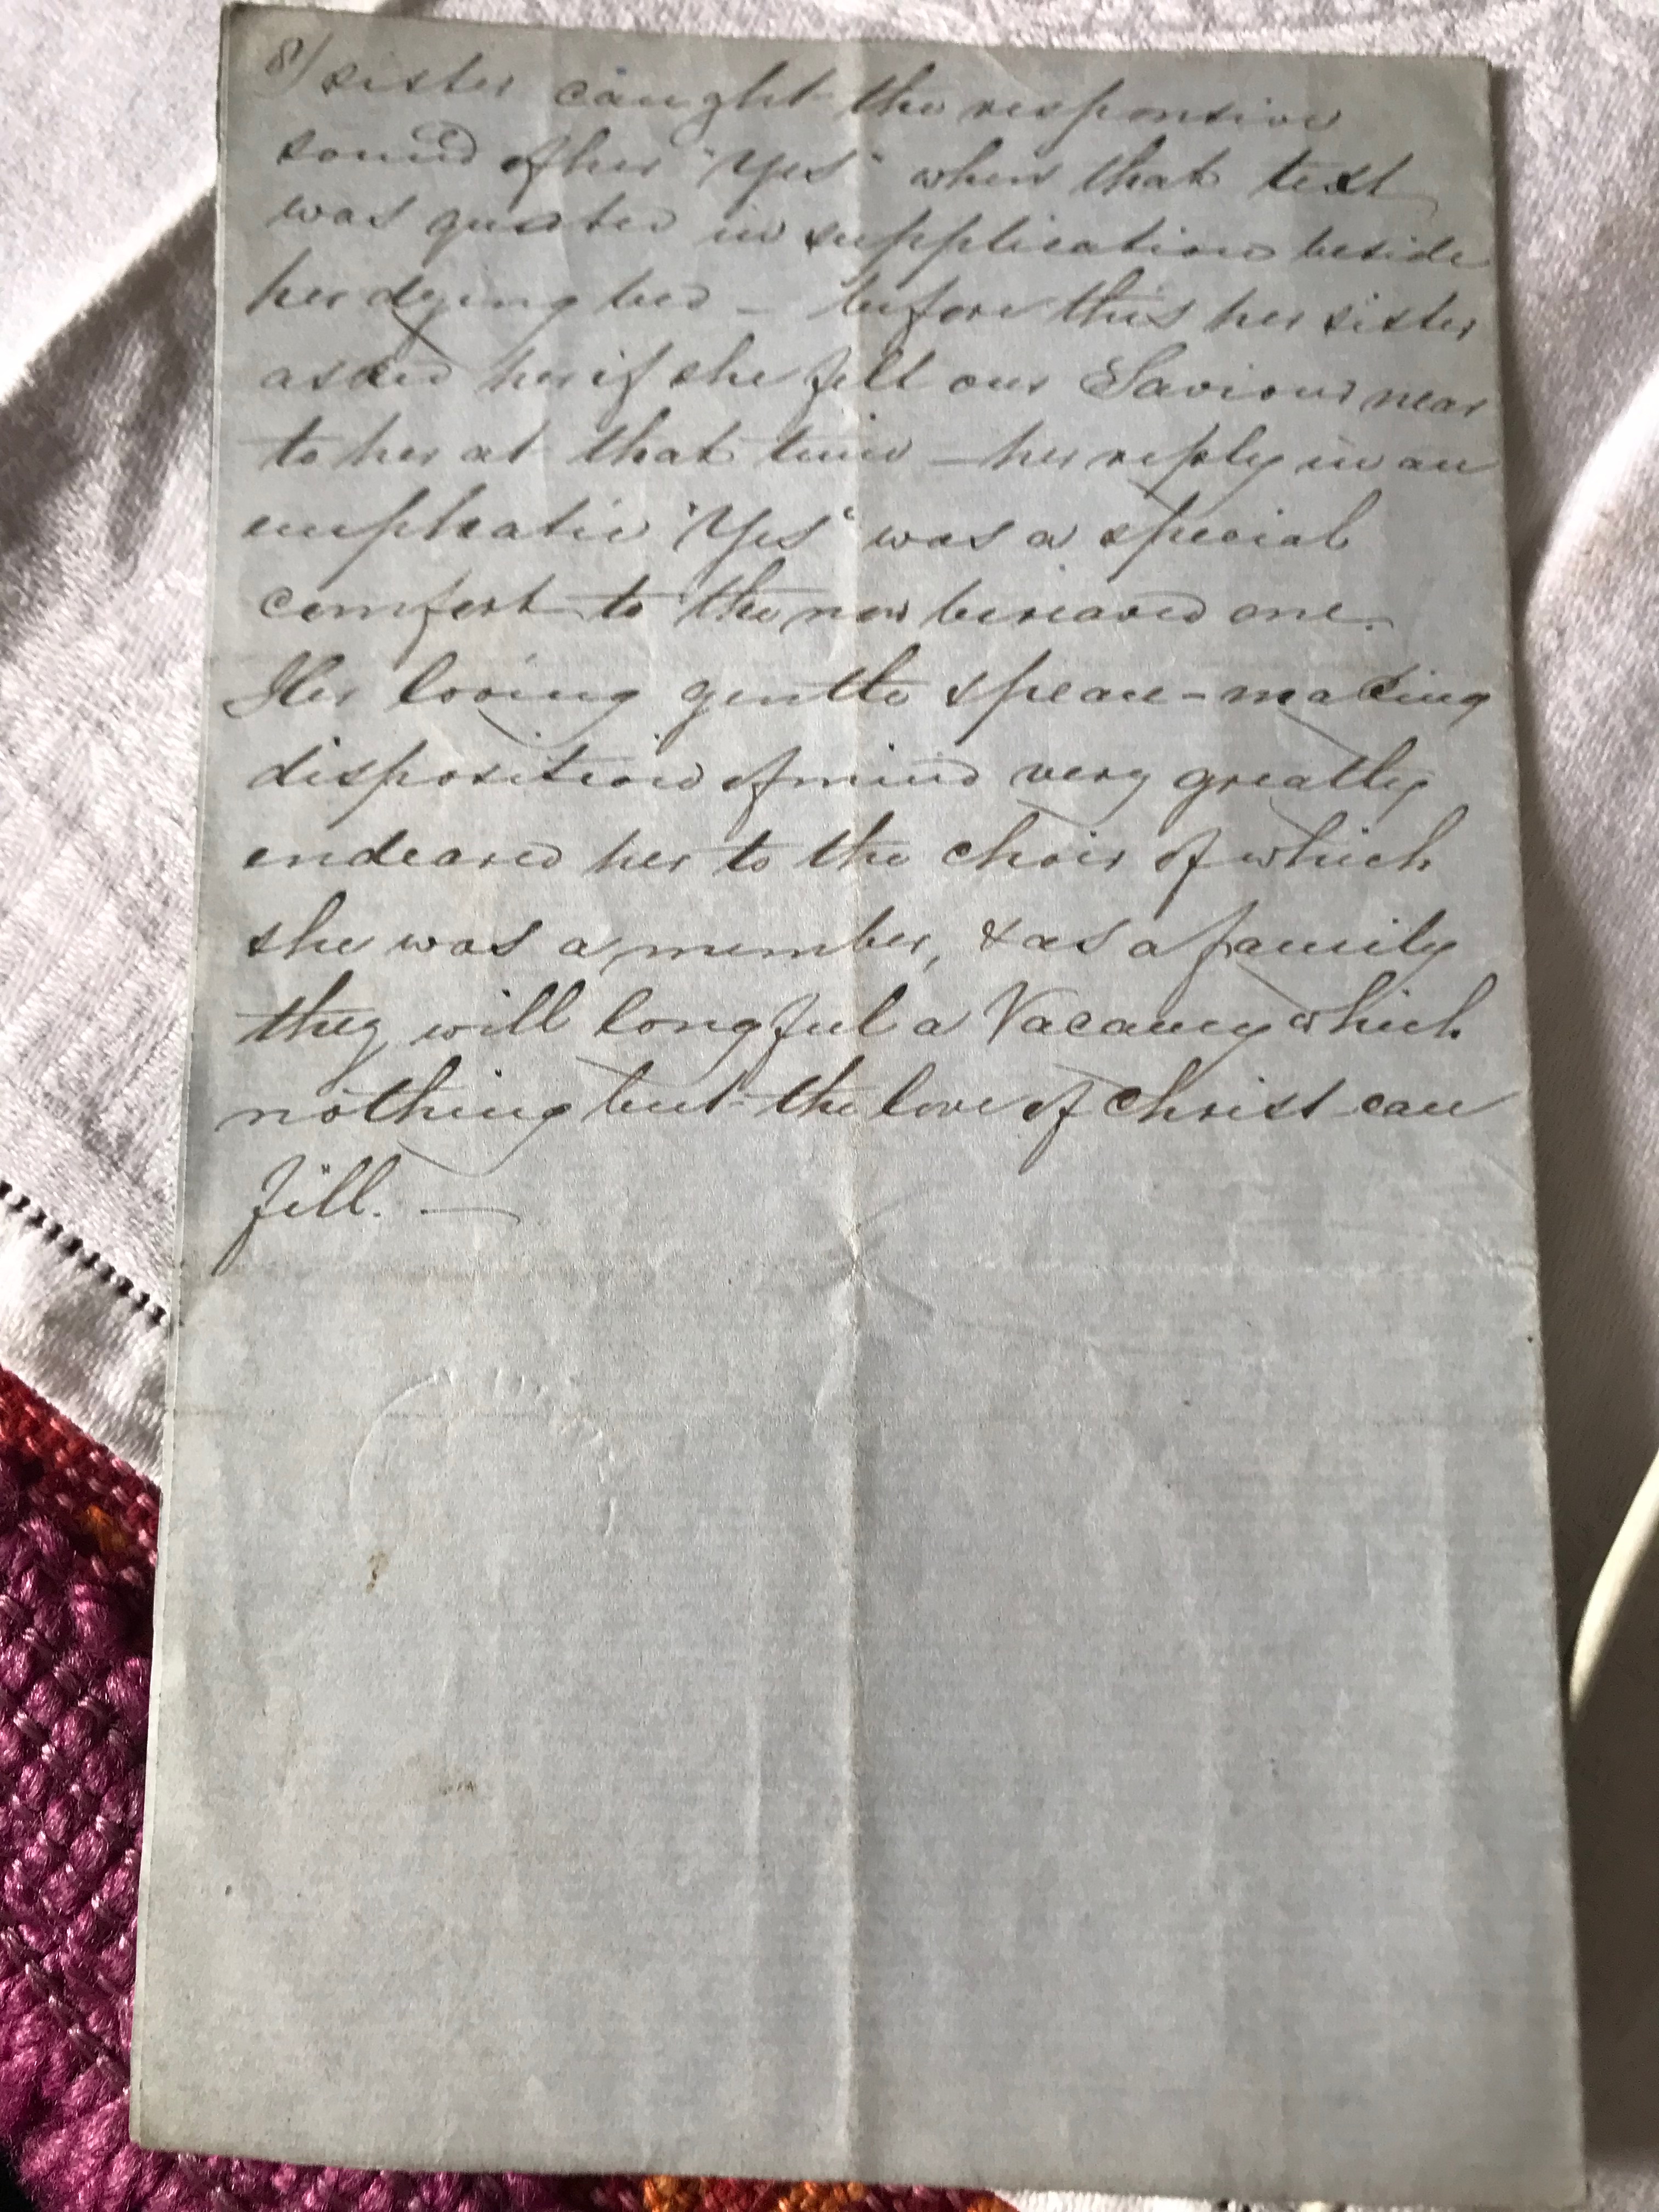 8/ sister caught the responsive
sound of her "Yes" when that text
was quoted in supplication beside
her dying bed – before this her sister
asked her if she felt our Saviour near
to her at that time – her reply in an
emphatic "Yes" was a special
comfort to the now bereaved one.
Her loving gentle speace-making
disposition of mind very greatly
endeared her to the choir of which
she was a member, & as a family
they will long feel a Vacancy which
nothing but the love of Christ can
fill. —